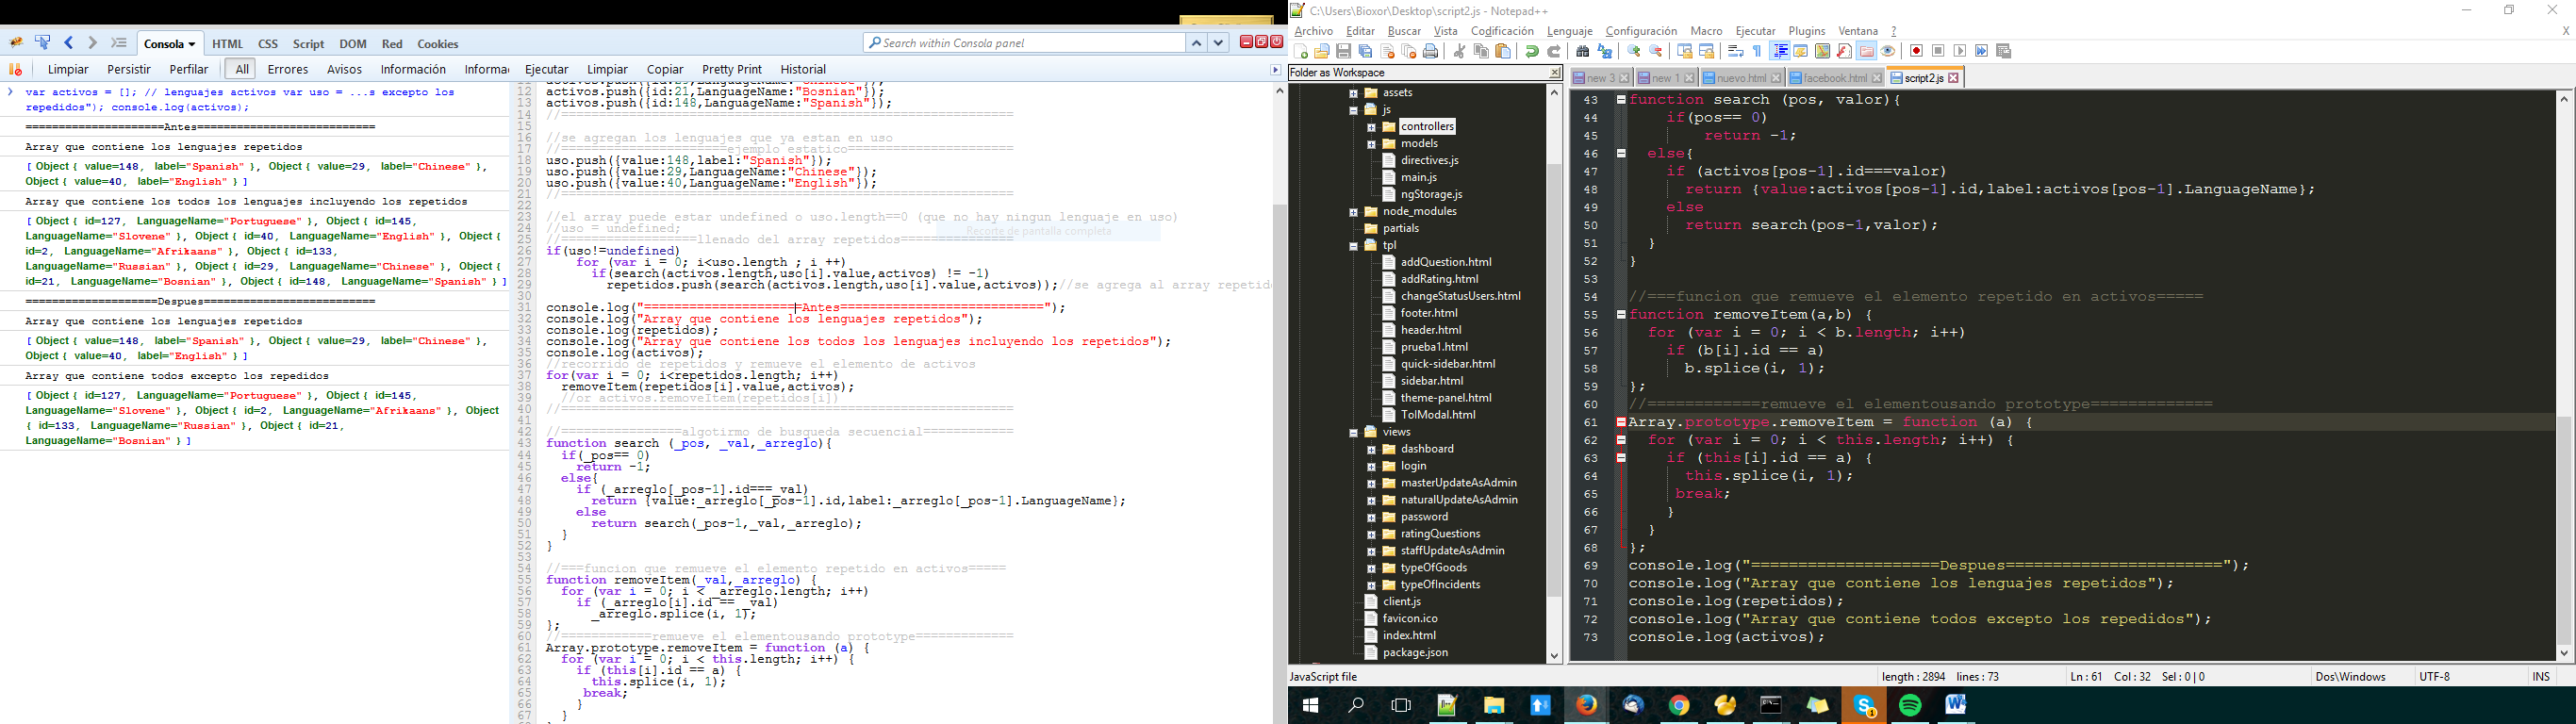 Consola HTML CSS Script DOM Red Cookies
Search within Consola panel
Limpiar Persistir Perfilar All Errores Avisos Información Informa Ejecutar Limpiar Copiar Pretty Print Historial
var activos = []; // lenguajes activos var uso = ...s excepto los
repedidos"); console.log(activos);
=====================Antes===========================
Array que contiene los lenguajes repetidos
[ Object { value=148, label="Spanish" }, Object { value=29, label="Chinese" },
Object { value=40, label="English" } ]
Array que contiene los todos los lenguajes incluyendo los repetidos
[ Object { id=127, LanguageName="Portuguese" }, Object { id=145,
LanguageName="Slovene" }, Object { id=40, LanguageName="English" }, Object {
id=2, LanguageName="Afrikaans" }, Object { id=133,
LanguageName="Russian" }, Object { id=29, LanguageName="Chinese" }, Object {
id=21, LanguageName="Bosnian" }, Object { id=148, LanguageName="Spanish" } ]
====================Despues==========================
Array que contiene los lenguajes repetidos
[ Object { value=148, label="Spanish" }, Object { value=29, label="Chinese" },
Object { value=40, label="English" } ]
Array que contiene todos excepto los repedidos
[ Object { id=127, LanguageName="Portuguese" }, Object { id=145,
LanguageName="Slovene" }, Object { id=2, LanguageName="Afrikaans" }, Object
{ id=133, LanguageName="Russian" }, Object { id=21,
LanguageName="Bosnian" } ]
12 activos.push({id:21,LanguageName:"Bosnian"});
13 activos.push({id:148,LanguageName:"Spanish"});
14 //============================================================
15
16 //se agregan los lenguajes que ya estan en uso
17 //======================ejemplo estatico======================
18 uso.push({value:148,label:"Spanish"});
19 uso.push({value:29,LanguageName:"Chinese"});
20 uso.push({value:40,LanguageName:"English"});
21 //============================================================
22
23 //el array puede estar undefined o uso.length==0 (que no hay ningun lenguaje en uso)
24 //uso = undefined;
Recorte de pantalla completa
25 //==================llenado del array repetidos===============
26 if(uso!=undefined)
27 for (var i = 0; i<uso.length ; i ++)
28 if(search(activos.length,uso[i].value,activos) != -1)
29 repetidos.push(search(activos.length,uso[i].value,activos));//se agrega al array repetid
30
31 console.log("=====================Antes===========================");
32 console.log("Array que contiene los lenguajes repetidos");
33 console.log(repetidos);
34 console.log("Array que contiene los todos los lenguajes incluyendo los repetidos");
35 console.log(activos);
36 //recorrido de repetidos y remueve el elemento de activos
37 for(var i = 0; i<repetidos.length; i++)
38 removeItem(repetidos[i].value,activos);
39 //or activos.removeItem(repetidos[i])
40 //============================================================
41
42 //================algotirmo de busqueda secuencial============
43 function search (_pos, _val,_arreglo){
44 if(_pos== 0)
45 return -1;
46 else{
47 if (_arreglo[_pos-1].id===_val)
48 return {value:_arreglo[_pos-1].id,label:_arreglo[_pos-1].LanguageName};
49 else
50 return search(_pos-1,_val,_arreglo);
51 }
52 }
53
54 //===funcion que remueve el elemento repetido en activos=====
55 function removeItem(_val,_arreglo) {
56 for (var i = 0; i < _arreglo.length; i++)
57 if (_arreglo[i].id == _val)
58 _arreglo.splice(i, 1);
59 };
60 //============remueve el elementousando prototype=============
61 Array.prototype.removeItem = function (a) {
62 for (var i = 0; i < this.length; i++) {
63 if (this[i].id == a) {
64 this.splice(i, 1);
65 break;
66 }
67 }
C:\Users\Bioxor\Desktop\script2.js - Notepad++
Archivo Editar Buscar Vista Codificación Lenguaje Configuración Macro Ejecutar Plugins Ventana ? X
Folder as Workspace
assets
js
controllers
models
directives.js
main.js
ngStorage.js
node_modules
partials
tpl
addQuestion.html
addRating.html
changeStatusUsers.html
footer.html
header.html
prueba1.html
quick-sidebar.html
sidebar.html
theme-panel.html
TolModal.html
views
dashboard
login
masterUpdateAsAdmin
naturalUpdateAsAdmin
password
ratingQuestions
staffUpdateAsAdmin
typeOfGoods
typeOfIncidents
client.js
favicon.ico
index.html
package.json
new 3 new 1 nuevo.html facebook.html script2.js
43 function search (pos, valor){
44 if(pos== 0)
45 return -1;
46 else{
47 if (activos[pos-1].id===valor)
48 return {value:activos[pos-1].id,label:activos[pos-1].LanguageName};
49 else
50 return search(pos-1,valor);
51 }
52 }
53
54 //===funcion que remueve el elemento repetido en activos=====
55 function removeItem(a,b) {
56 for (var i = 0; i < b.length; i++)
57 if (b[i].id == a)
58 b.splice(i, 1);
59 };
60 //============remueve el elementousando prototype=============
61 Array.prototype.removeItem = function (a) {
62 for (var i = 0; i < this.length; i++) {
63 if (this[i].id == a) {
64 this.splice(i, 1);
65 break;
66 }
67 }
68 };
69 console.log("====================Despues=======================");
70 console.log("Array que contiene los lenguajes repetidos");
71 console.log(repetidos);
72 console.log("Array que contiene todos excepto los repedidos");
73 console.log(activos);
JavaScript file length : 2894 lines : 73 Ln : 61 Col : 32 Sel : 0 | 0 Dos\Windows UTF-8 INS